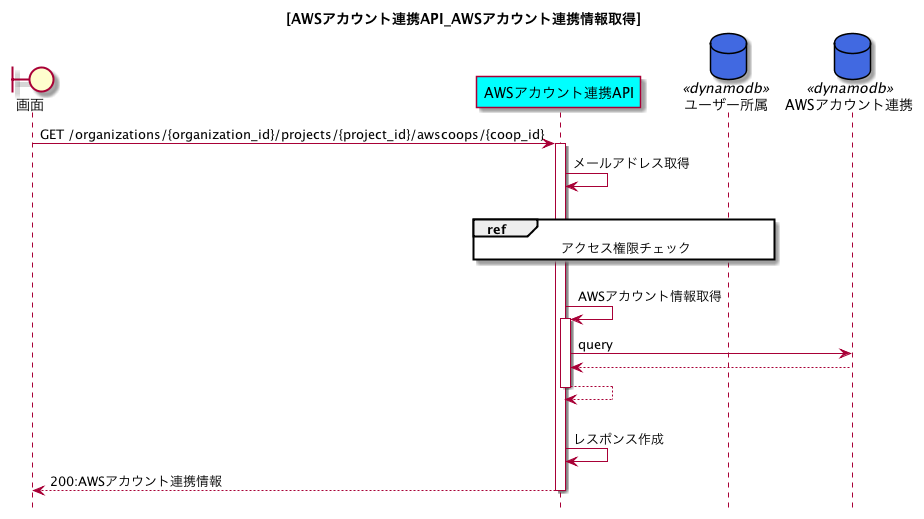 [AWSアカウント連携API_AWSアカウント連携情報取得]
画面
AWSアカウント連携API
«dynamodb»
ユーザー所属
«dynamodb»
AWSアカウント連携
GET /organizations/{organization_id}/projects/{project_id}/awscoops/{coop_id}
メールアドレス取得
ref
アクセス権限チェック
AWSアカウント情報取得
query
レスポンス作成
200:AWSアカウント連携情報